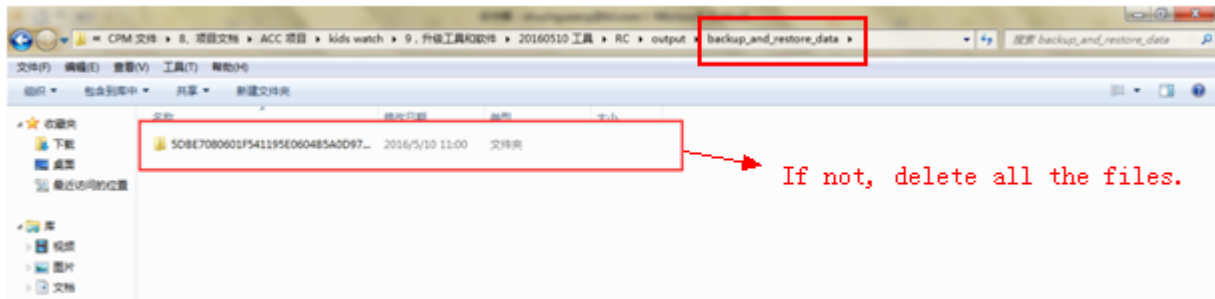 CPM 文件 ▸ 8. 项目文档 ▸ ACC 项目 ▸ kids watch ▸ 9. 升级工具和软件 ▸ 20160510 工具 ▸ RC ▸ output ▸ backup_and_restore_data ▸
搜索 backup_and_restore_data
文件(F) 编辑(E) 查看(V) 工具(T) 帮助(H)
组织 包含到库中 共享 新建文件夹
名称 修改日期 类型 大小
收藏夹
下载
桌面
最近访问的位置
5DBE7080601F541195E0604B5A0D97... 2016/5/10 11:00 文件夹
If not, delete all the files.
库
视频
图片
文档